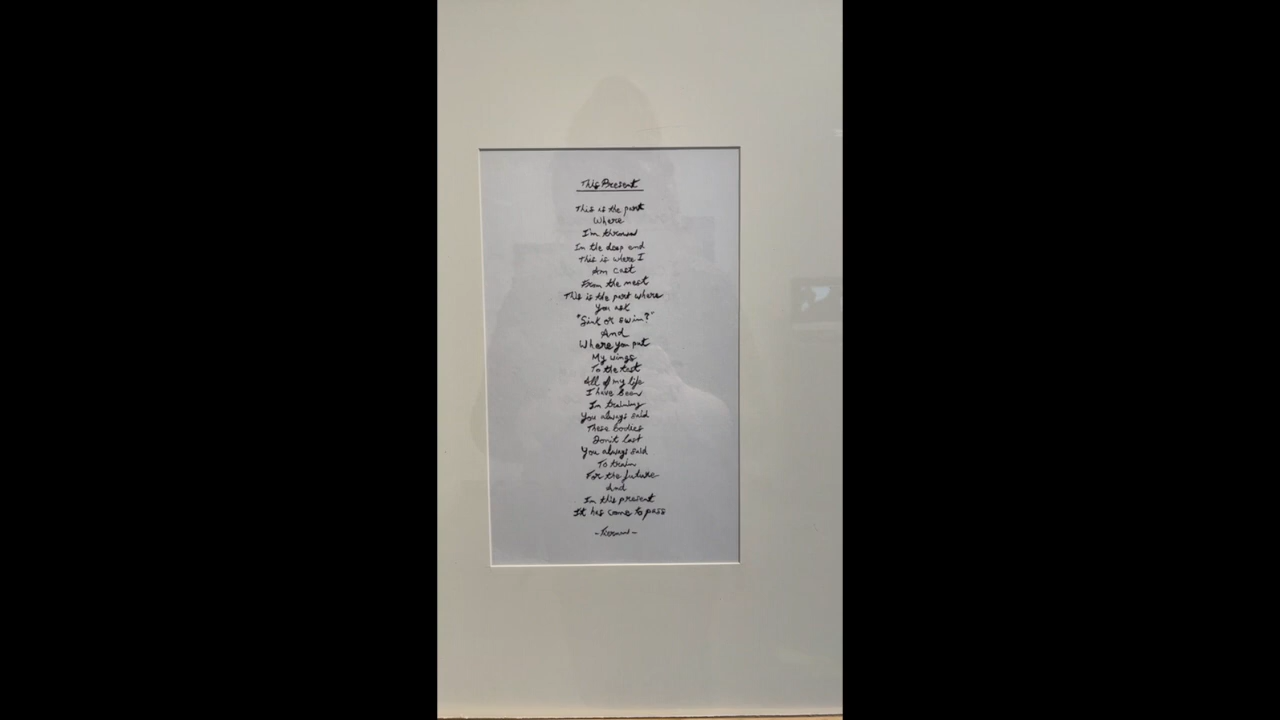 This Present
This is the part
Where
I'm thrown
In the deep end
This is where I
Am cast
From the nest
This is the part where
You ask
"Sink or swim?"
And
Where you put
My wings
To the test
All of my life
I have been
In training
You always said
These bodies
Don't last
You always said
To train
For the future
And
In this present
It has come to pass